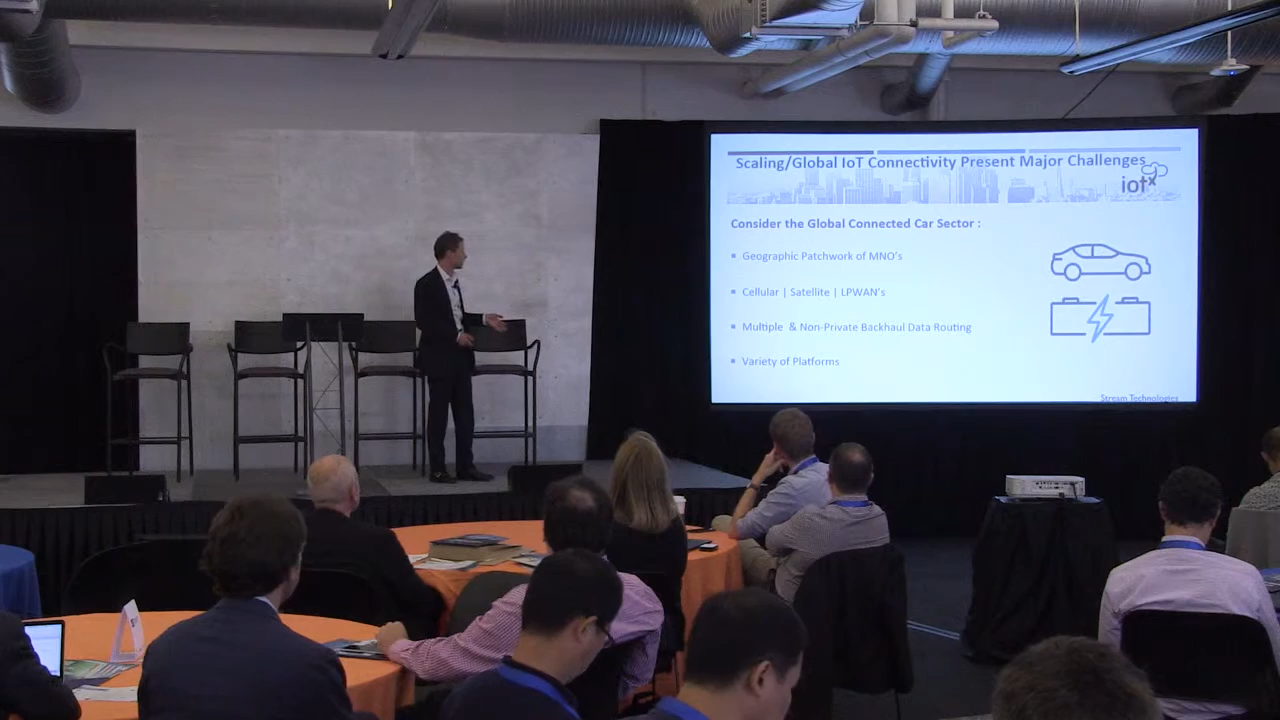 Scaling/Global IoT Connectivity Present Major Challenges
iotx
Consider the Global Connected Car Sector :
▪ Geographic Patchwork of MNO's
▪ Cellular | Satellite | LPWAN's
▪ Multiple & Non-Private Backhaul Data Routing
▪ Variety of Platforms
Stream Technologies